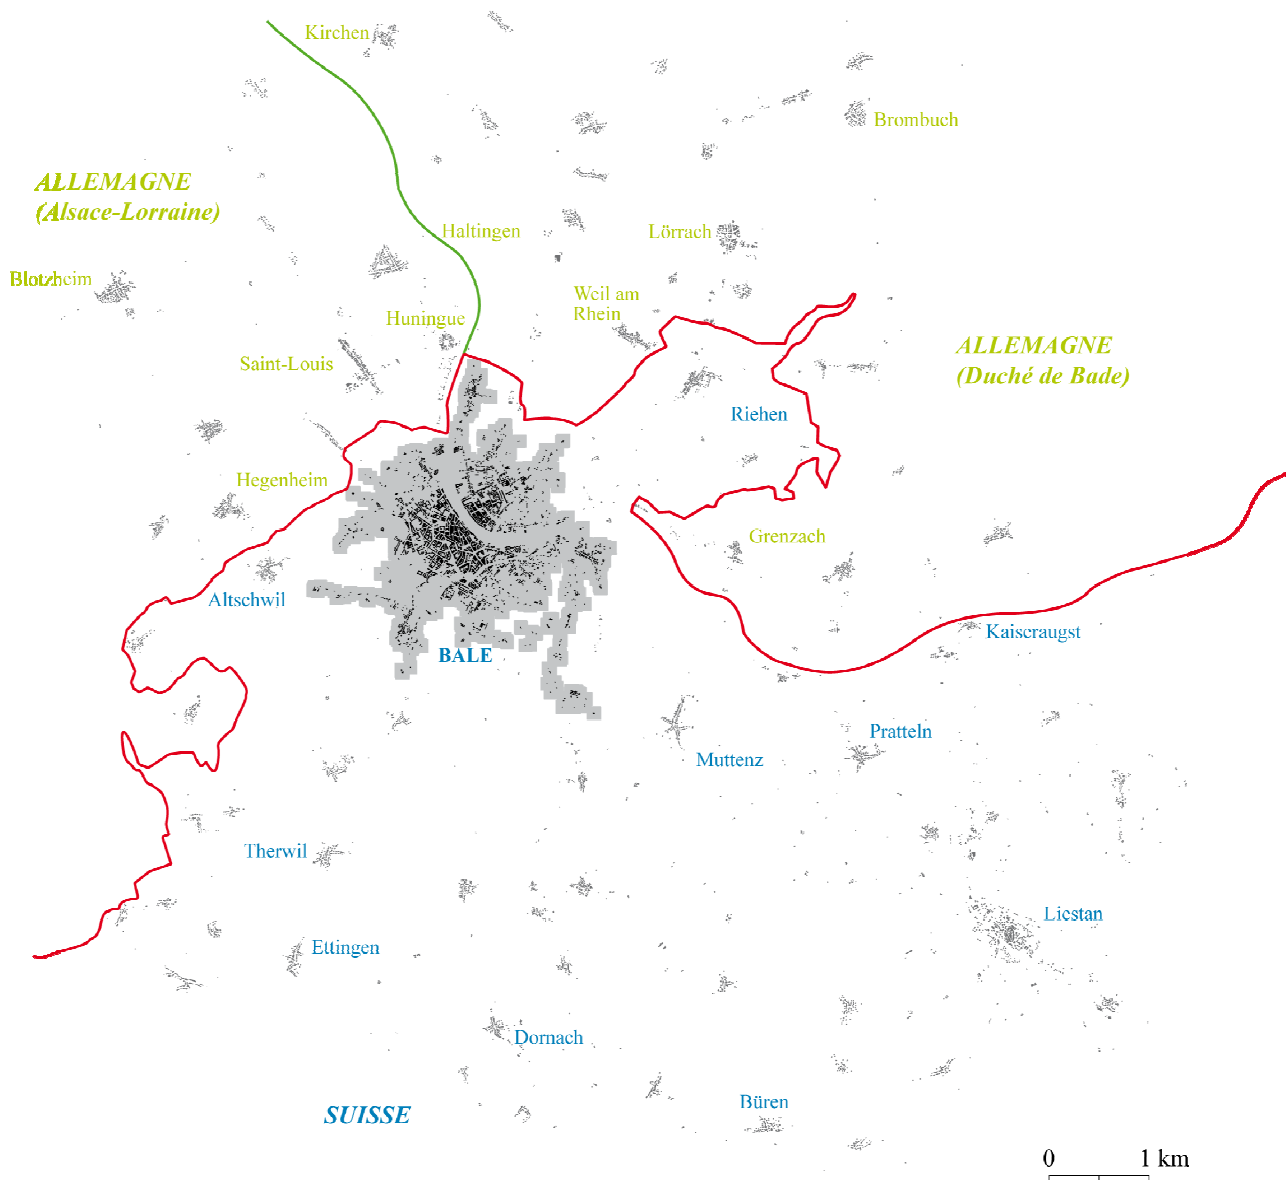 Kirchen
Brombuch
ALLEMAGNE
(Alsace-Lorraine)
Haltingen
Lörrach
Blotzheim
Weil am
Rhein
Huningue
ALLEMAGNE
(Duché de Bade)
Saint-Louis
Riehen
Hegenheim
Grenzach
Altschwil
Kaiseraugst
BALE
Pratteln
Muttenz
Therwil
Liestan
Ettingen
Dornach
Büren
SUISSE
0 1 km